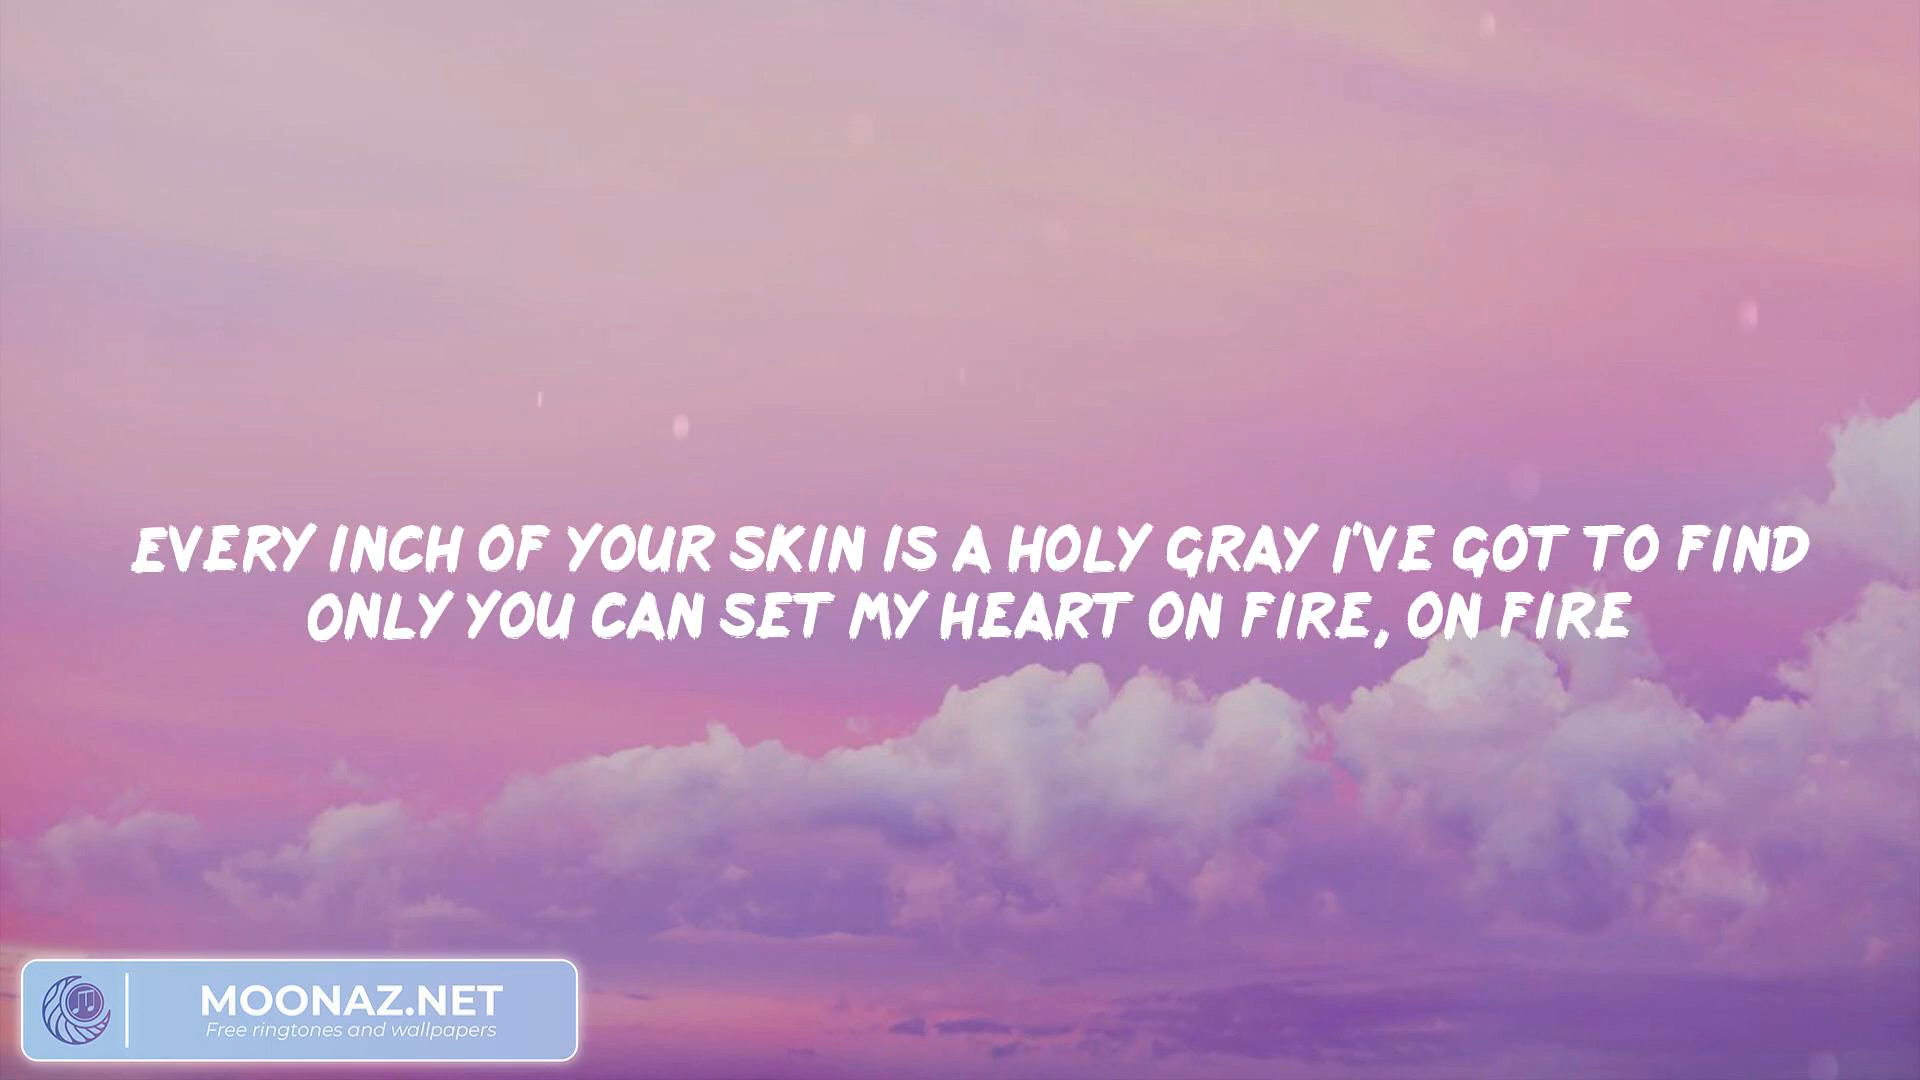 EVERY INCH OF YOUR SKIN IS A HOLY GRAY I'VE GOT TO FIND
ONLY YOU CAN SET MY HEART ON FIRE, ON FIRE
MOONAZ.NET
Free ringtones and wallpapers